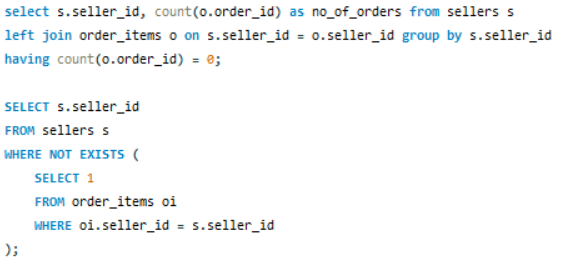 select s.seller_id, count(o.order_id) as no_of_orders from sellers s
left join order_items o on s.seller_id = o.seller_id group by s.seller_id
having count(o.order_id) = 0;

SELECT s.seller_id
FROM sellers s
WHERE NOT EXISTS (
    SELECT 1
    FROM order_items oi
    WHERE oi.seller_id = s.seller_id
);